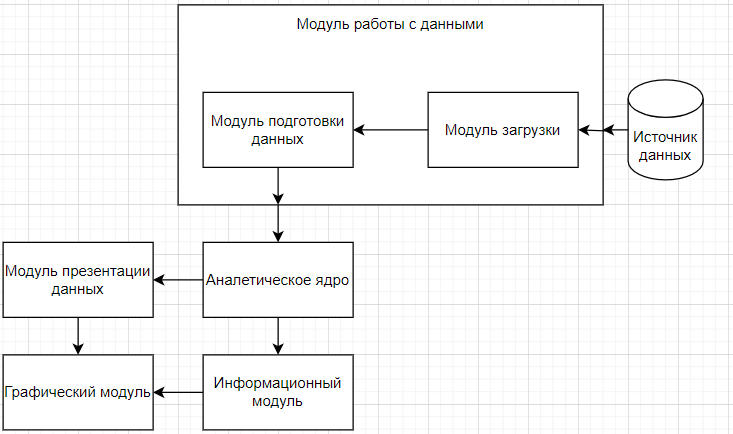 Модуль работы с данными
Модуль подготовки
данных
Модуль загрузки
Источник
данных
Модуль презентации
данных
Аналетическое ядро
Графический модуль
Информационный
модуль